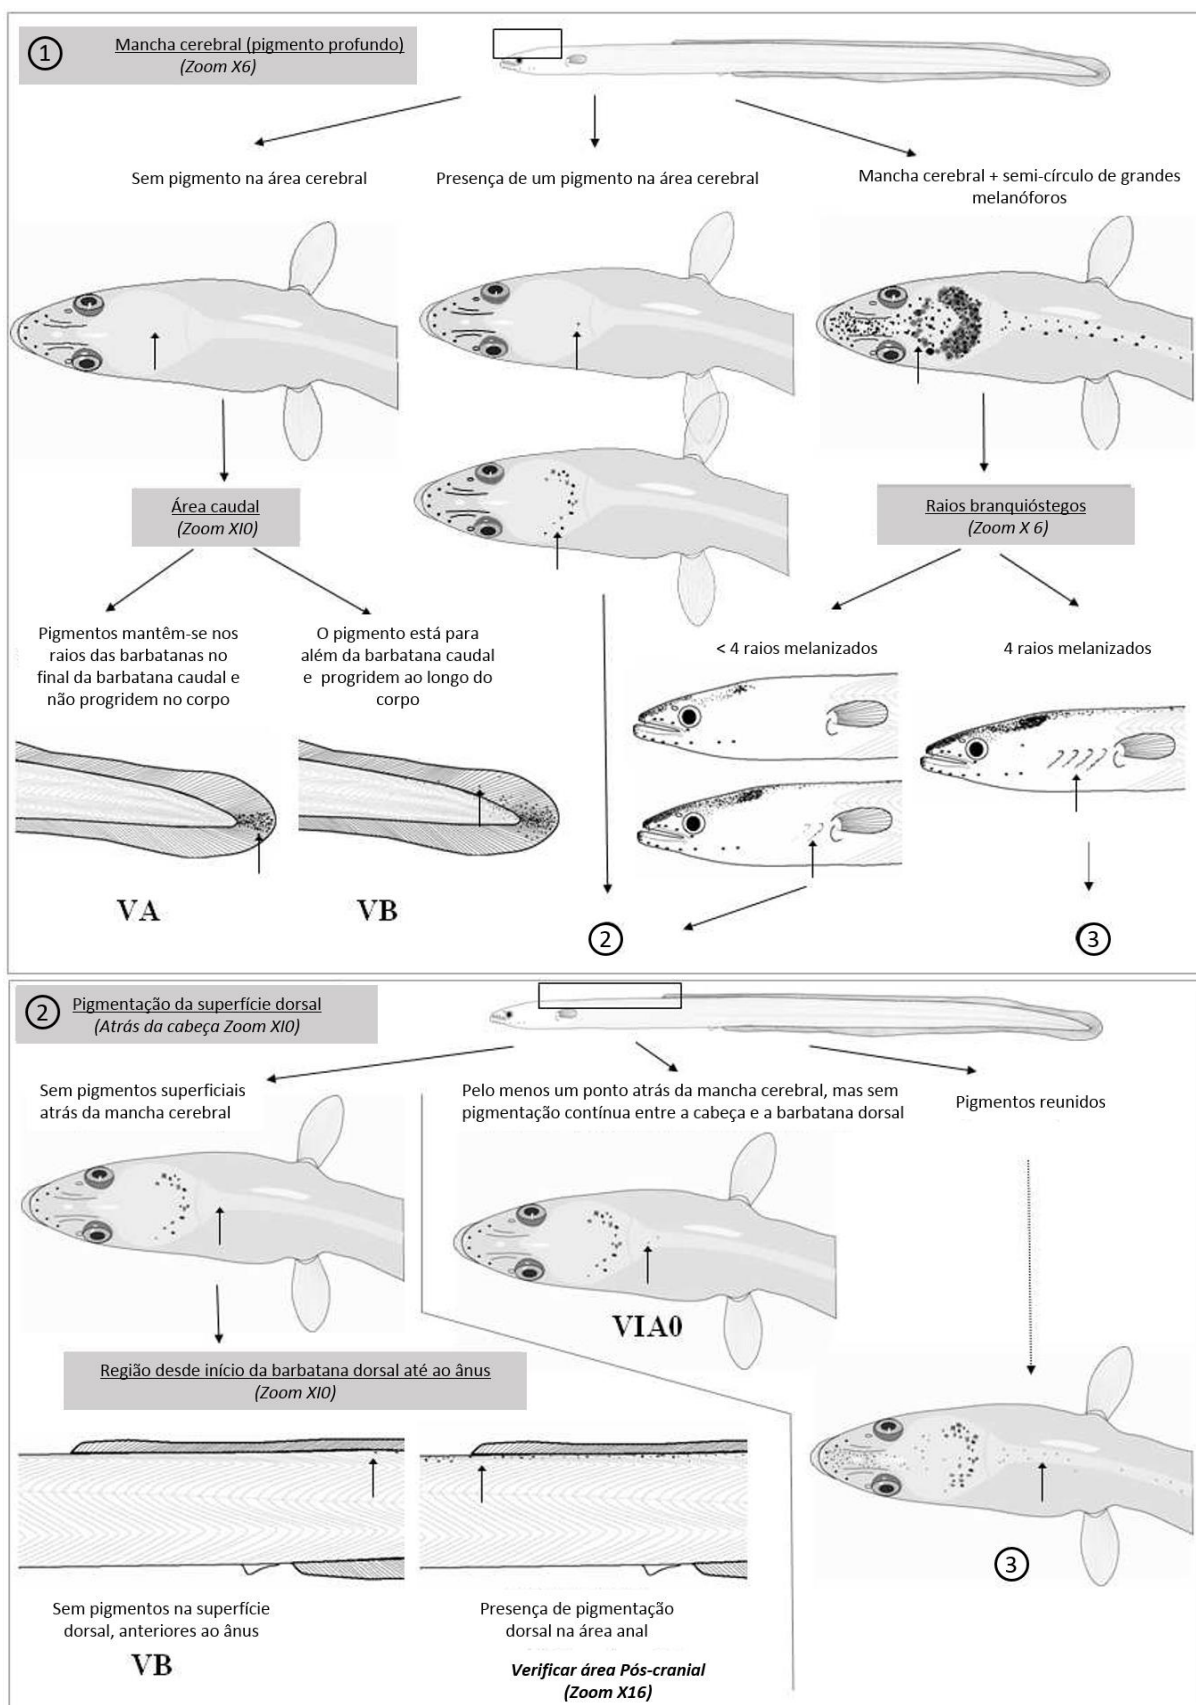 1
Mancha cerebral (pigmento profundo)
(Zoom X6)
Sem pigmento na área cerebral
Presença de um pigmento na área cerebral
Mancha cerebral + semi-círculo de grandes
melanóforos
Área caudal
(Zoom XI0)
Raios branquióstegos
(Zoom X 6)
Pigmentos mantêm-se nos
raios das barbatanas no
final da barbatana caudal e
não progridem no corpo
O pigmento está para
além da barbatana caudal
e progridem ao longo do
corpo
< 4 raios melanizados
4 raios melanizados
VA
VB
2
3
2
Pigmentação da superfície dorsal
(Atrás da cabeça Zoom XI0)
Sem pigmentos superficiais
atrás da mancha cerebral
Pelo menos um ponto atrás da mancha cerebral, mas sem
pigmentação contínua entre a cabeça e a barbatana dorsal
Pigmentos reunidos
VIA0
Região desde início da barbatana dorsal até ao ânus
(Zoom XI0)
3
Sem pigmentos na superfície
dorsal, anteriores ao ânus
VB
Presença de pigmentação
dorsal na área anal
Verificar área Pós-cranial
(Zoom X16)